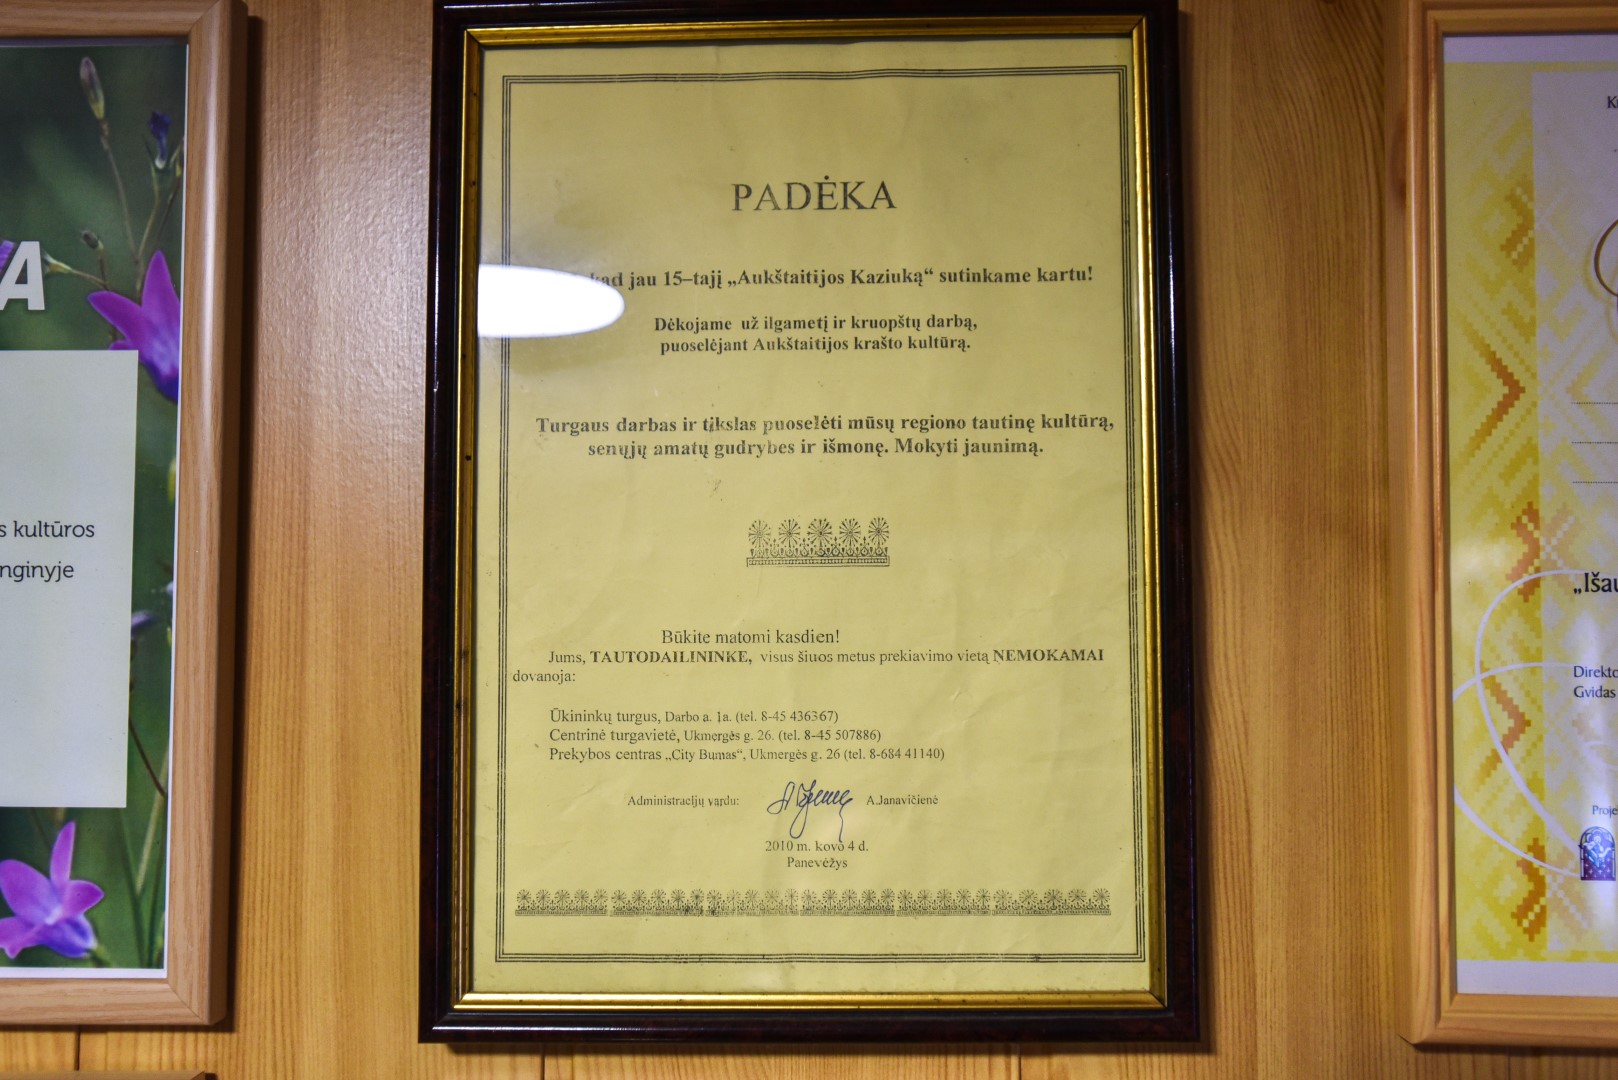 A
s kultūros
nginyje
PADĖKA
kad jau 15–tajį „Aukštaitijos Kaziuką“ sutinkame kartu!
Dėkojame už ilgametį ir kruopštų darbą,
puoselėjant Aukštaitijos krašto kultūrą.
Turgaus darbas ir tikslas puoselėti mūsų regiono tautinę kultūrą,
senųjų amatų gudrybes ir išmonę. Mokyti jaunimą.
Būkite matomi kasdien!
Jums, TAUTODAILININKE, visus šiuos metus prekiavimo vietą NEMOKAMAI
dovanoja:
Ūkininkų turgus, Darbo a. 1a. (tel. 8-45 436367)
Centrinė turgavietė, Ukmergės g. 26. (tel. 8-45 507886)
Prekybos centras „City Bumas“, Ukmergės g. 26 (tel. 8-684 41140)
Administracijų vardu: A.Janavičienė
2010 m. kovo 4 d.
Panevėžys
„Išau
Direkto
Gvidas
Proje